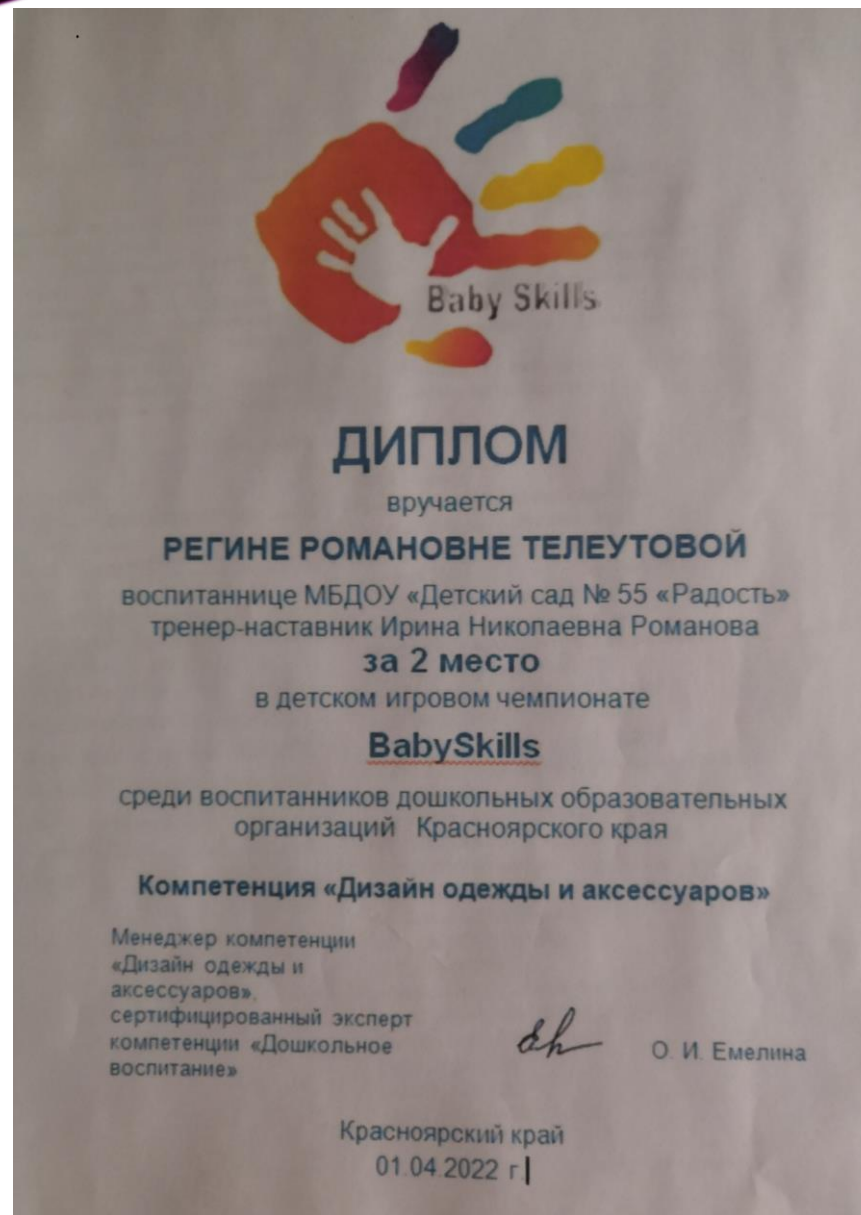 Baby Skills
ДИПЛОМ
вручается
РЕГИНЕ РОМАНОВНЕ ТЕЛЕУТОВОЙ
воспитаннице МБДОУ «Детский сад № 55 «Радость»
тренер-наставник Ирина Николаевна Романова
за 2 место
в детском игровом чемпионате
BabySkills
среди воспитанников дошкольных образовательных
организаций Красноярского края
Компетенция «Дизайн одежды и аксессуаров»
Менеджер компетенции
«Дизайн одежды и
аксессуаров»,
сертифицированный эксперт
компетенции «Дошкольное
воспитание»
О. И. Емелина
Красноярский край
01.04.2022 г.